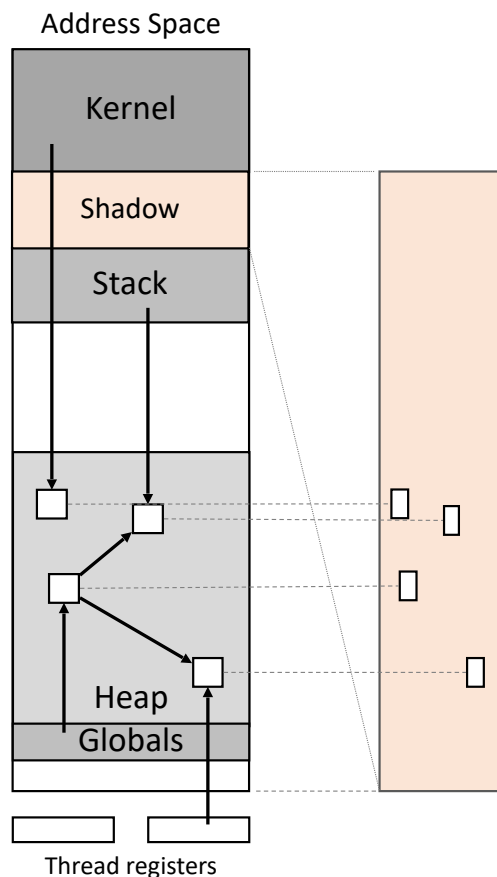 Address Space
Kernel
Shadow
Stack
Heap
Globals
Thread registers